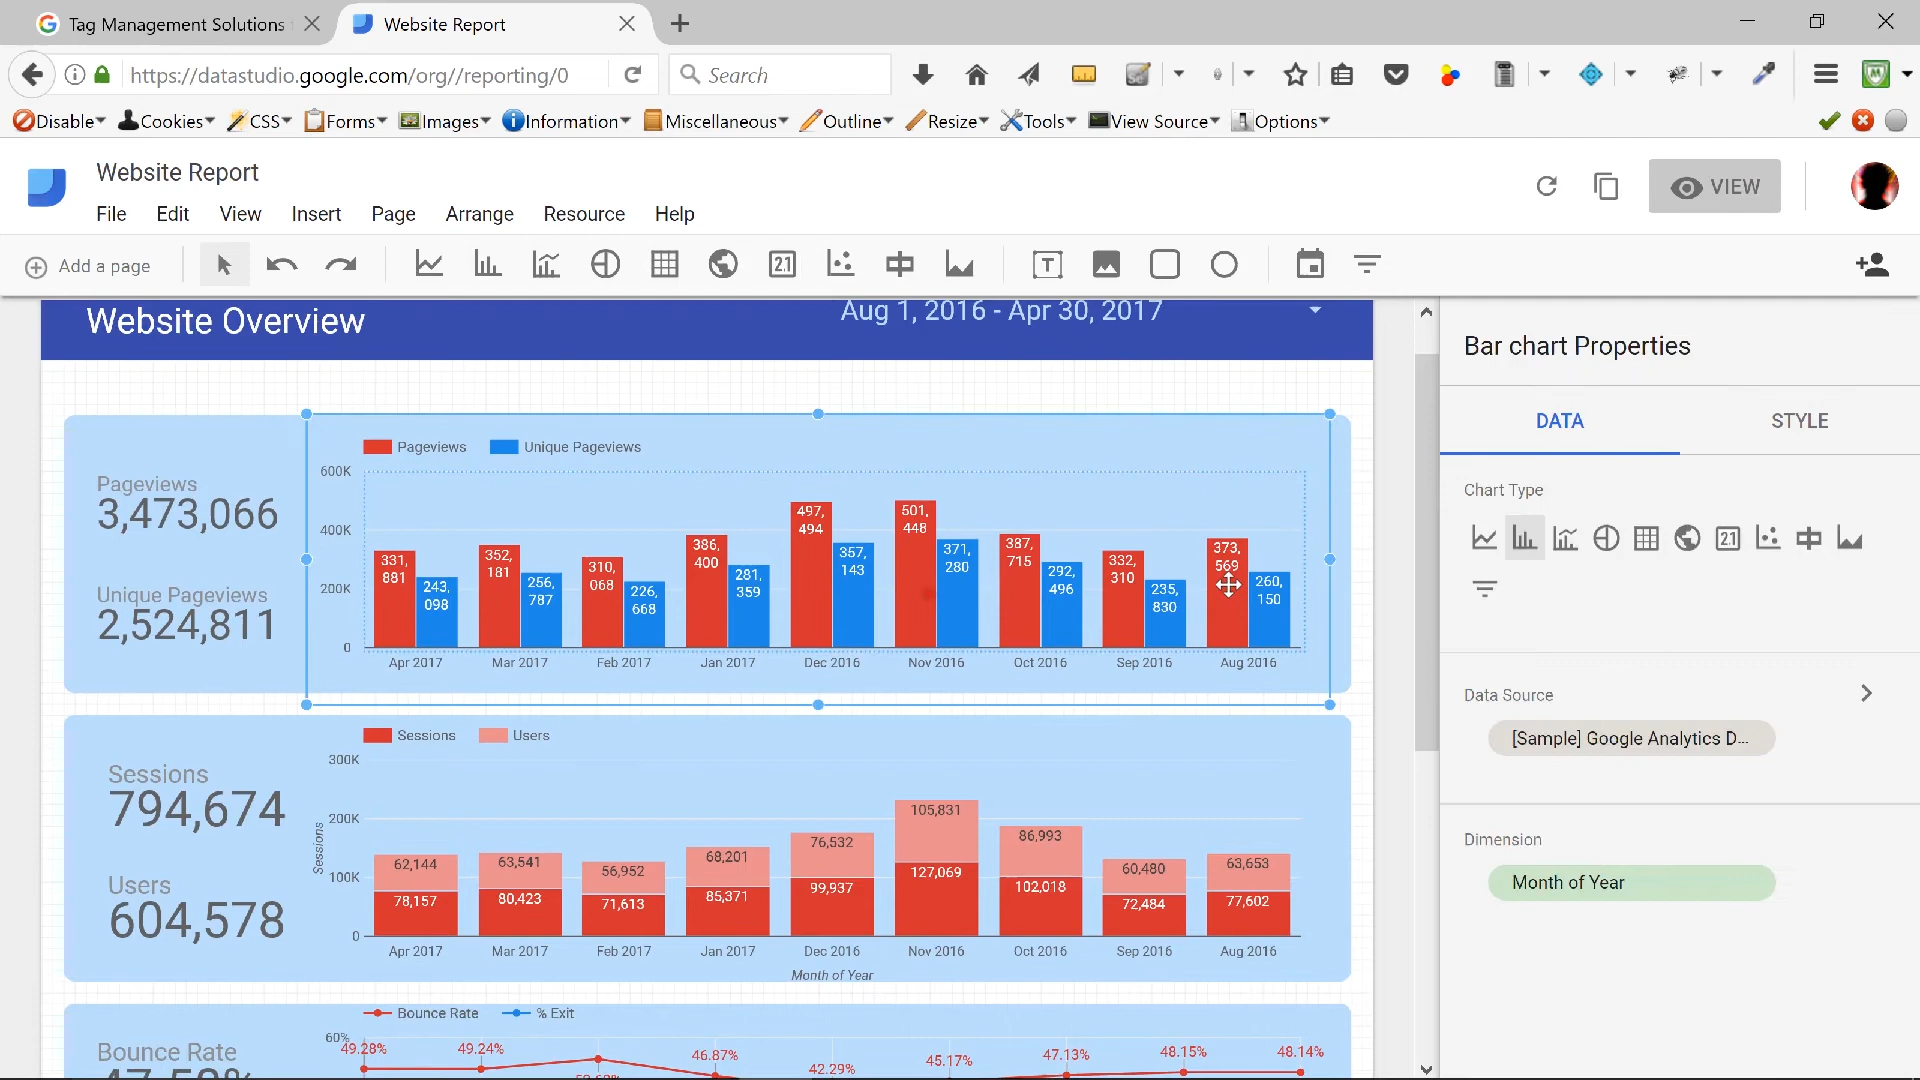 Tag Management Solutions
Website Report
https://datastudio.google.com/org//reporting/0
Search
Disable
Cookies
CSS
Forms
Images
Information
Miscellaneous
Outline
Resize
Tools
View Source
Options
Website Report
VIEW
File Edit View Insert Page Arrange Resource Help
Add a page
21
T
Website Overview
Aug 1, 2016 - Apr 30, 2017
Pageviews
3,473,066
Unique Pageviews
2,524,811
Pageviews Unique Pageviews
600K
400K
200K
0
331,
881
243,
098
352,
181
256,
787
310,
068
226,
668
386,
400
281,
359
497,
494
357,
143
501,
448
371,
280
387,
715
292,
496
332,
310
235,
830
373,
569
260,
150
Apr 2017 Mar 2017 Feb 2017 Jan 2017 Dec 2016 Nov 2016 Oct 2016 Sep 2016 Aug 2016
Sessions
794,674
Users
604,578
Sessions Users
Sessions
300K
200K
100K
0
62,144 63,541 56,952 68,201 76,532 105,831 86,993 60,480 63,653
78,157 80,423 71,613 85,371 99,937 127,069 102,018 72,484 77,602
Apr 2017 Mar 2017 Feb 2017 Jan 2017 Dec 2016 Nov 2016 Oct 2016 Sep 2016 Aug 2016
Month of Year
Bounce Rate
Bounce Rate % Exit
60%
49.28% 49.24% 46.87% 42.29% 45.17% 47.13% 48.15% 48.14%
Bar chart Properties
DATA STYLE
Chart Type
21
Data Source
[Sample] Google Analytics D...
Dimension
Month of Year